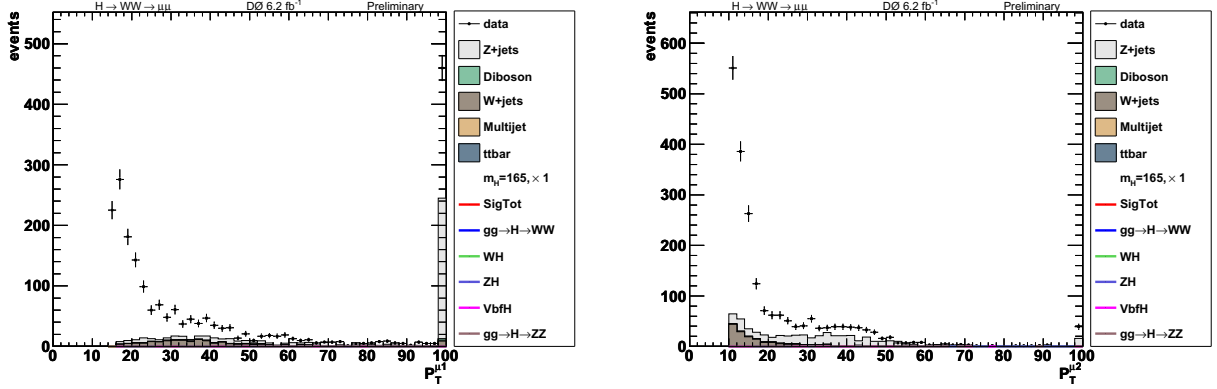 H → WW → μμ DØ 6.2 fb⁻¹ Preliminary
events
500
400
300
200
100
0
0 10 20 30 40 50 60 70 80 90 100
P_T^μ1
data
Z+jets
Diboson
W+jets
Multijet
ttbar
m_H=165, × 1
SigTot
gg→H→WW
WH
ZH
VbfH
gg→H→ZZ
H → WW → μμ DØ 6.2 fb⁻¹ Preliminary
events
600
500
400
300
200
100
0
0 10 20 30 40 50 60 70 80 90 100
P_T^μ2
data
Z+jets
Diboson
W+jets
Multijet
ttbar
m_H=165, × 1
SigTot
gg→H→WW
WH
ZH
VbfH
gg→H→ZZ